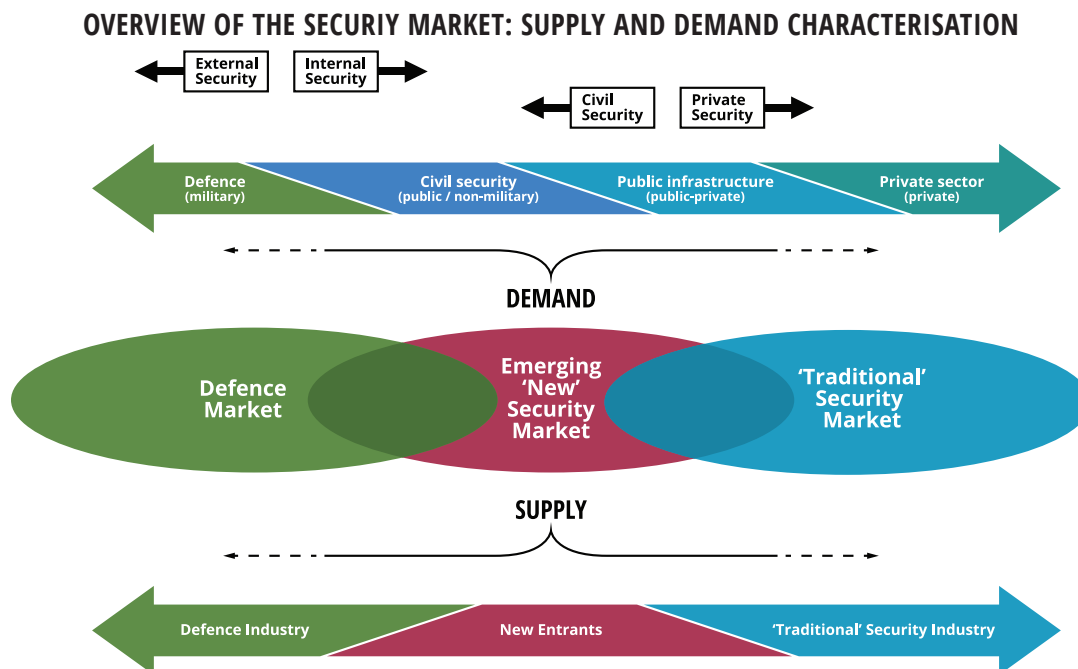 OVERVIEW OF THE SECURIY MARKET: SUPPLY AND DEMAND CHARACTERISATION
External
Security
Internal
Security
Civil
Security
Private
Security
Defence
(military)
Civil security
(public / non-military)
Public infrastructure
(public-private)
Private sector
(private)
DEMAND
Defence
Market
Emerging
‘New’
Security
Market
‘Traditional’
Security
Market
SUPPLY
Defence Industry
New Entrants
‘Traditional’ Security Industry